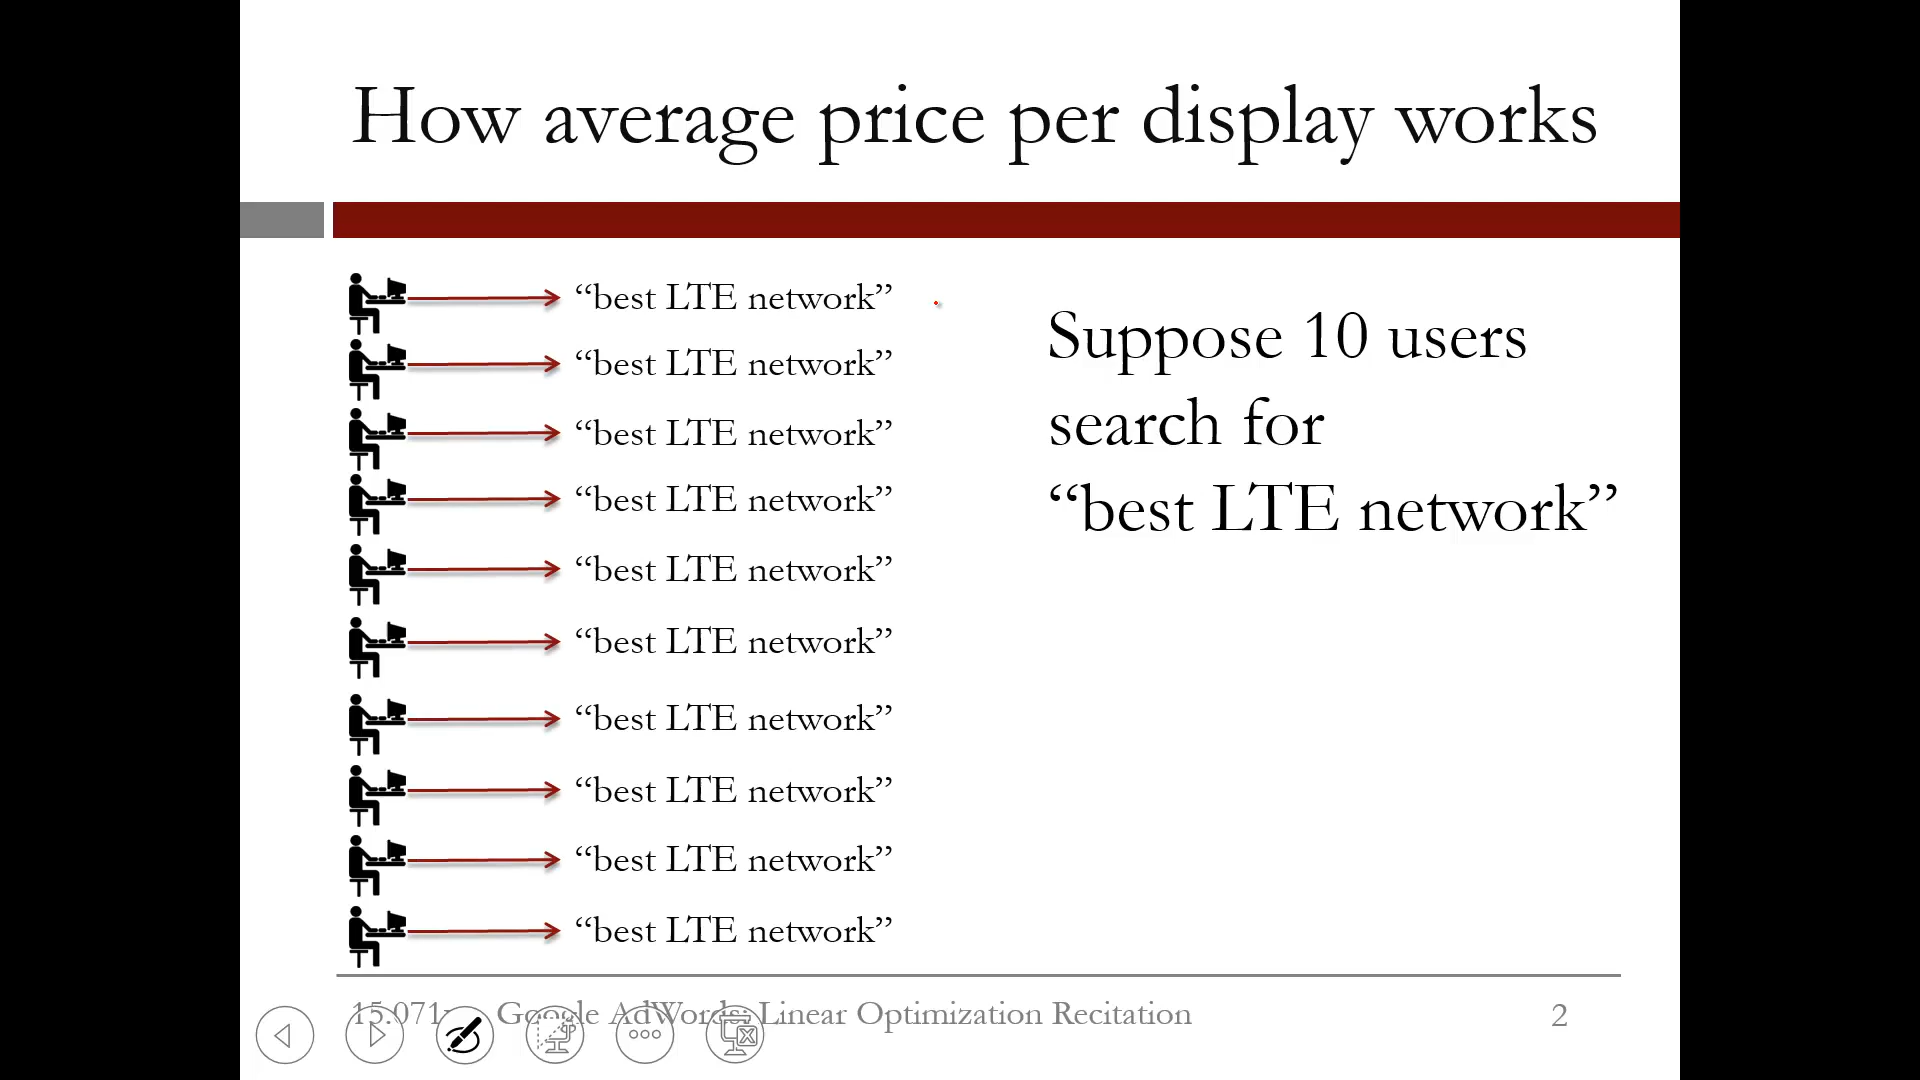 How average price per display works
“best LTE network”
“best LTE network”
“best LTE network”
“best LTE network”
“best LTE network”
“best LTE network”
“best LTE network”
“best LTE network”
“best LTE network”
“best LTE network”
Suppose 10 users
search for
“best LTE network”
Google AdWords: Linear Optimization Recitation
2